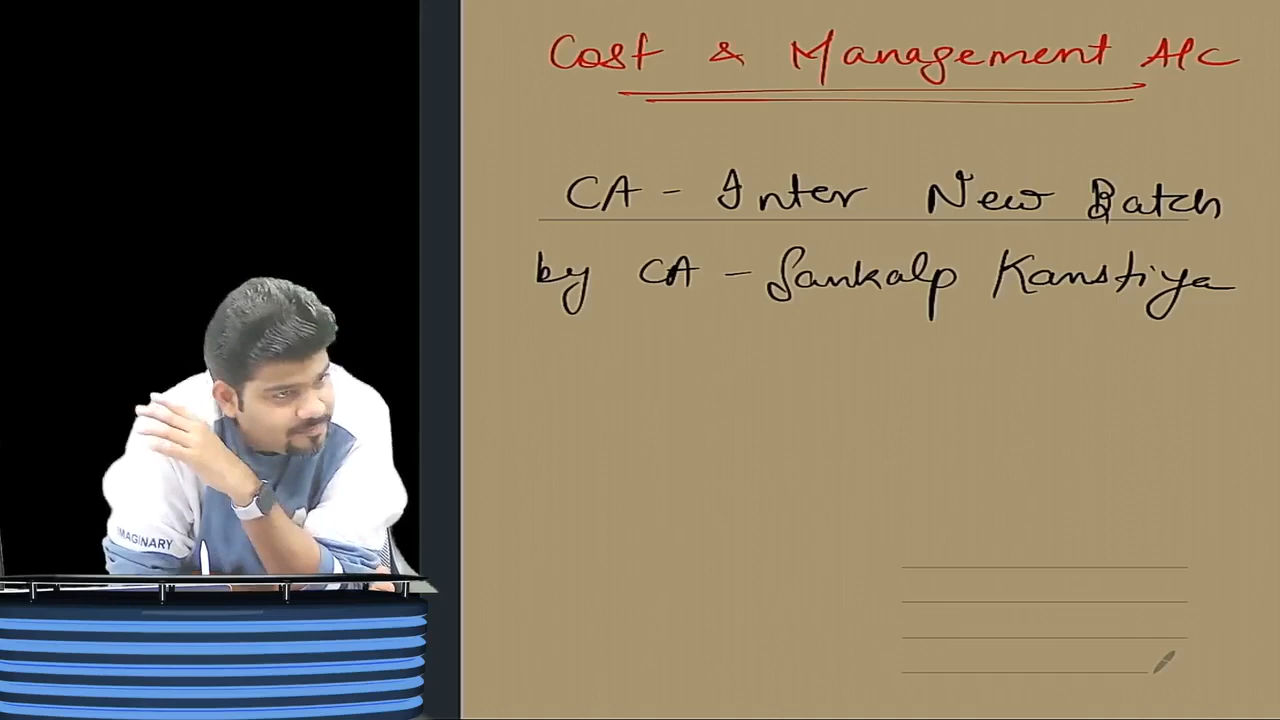 Cost & Management A/C
CA - Inter New Batch
by CA - Sankalp Kanstiya
IMAGINARY